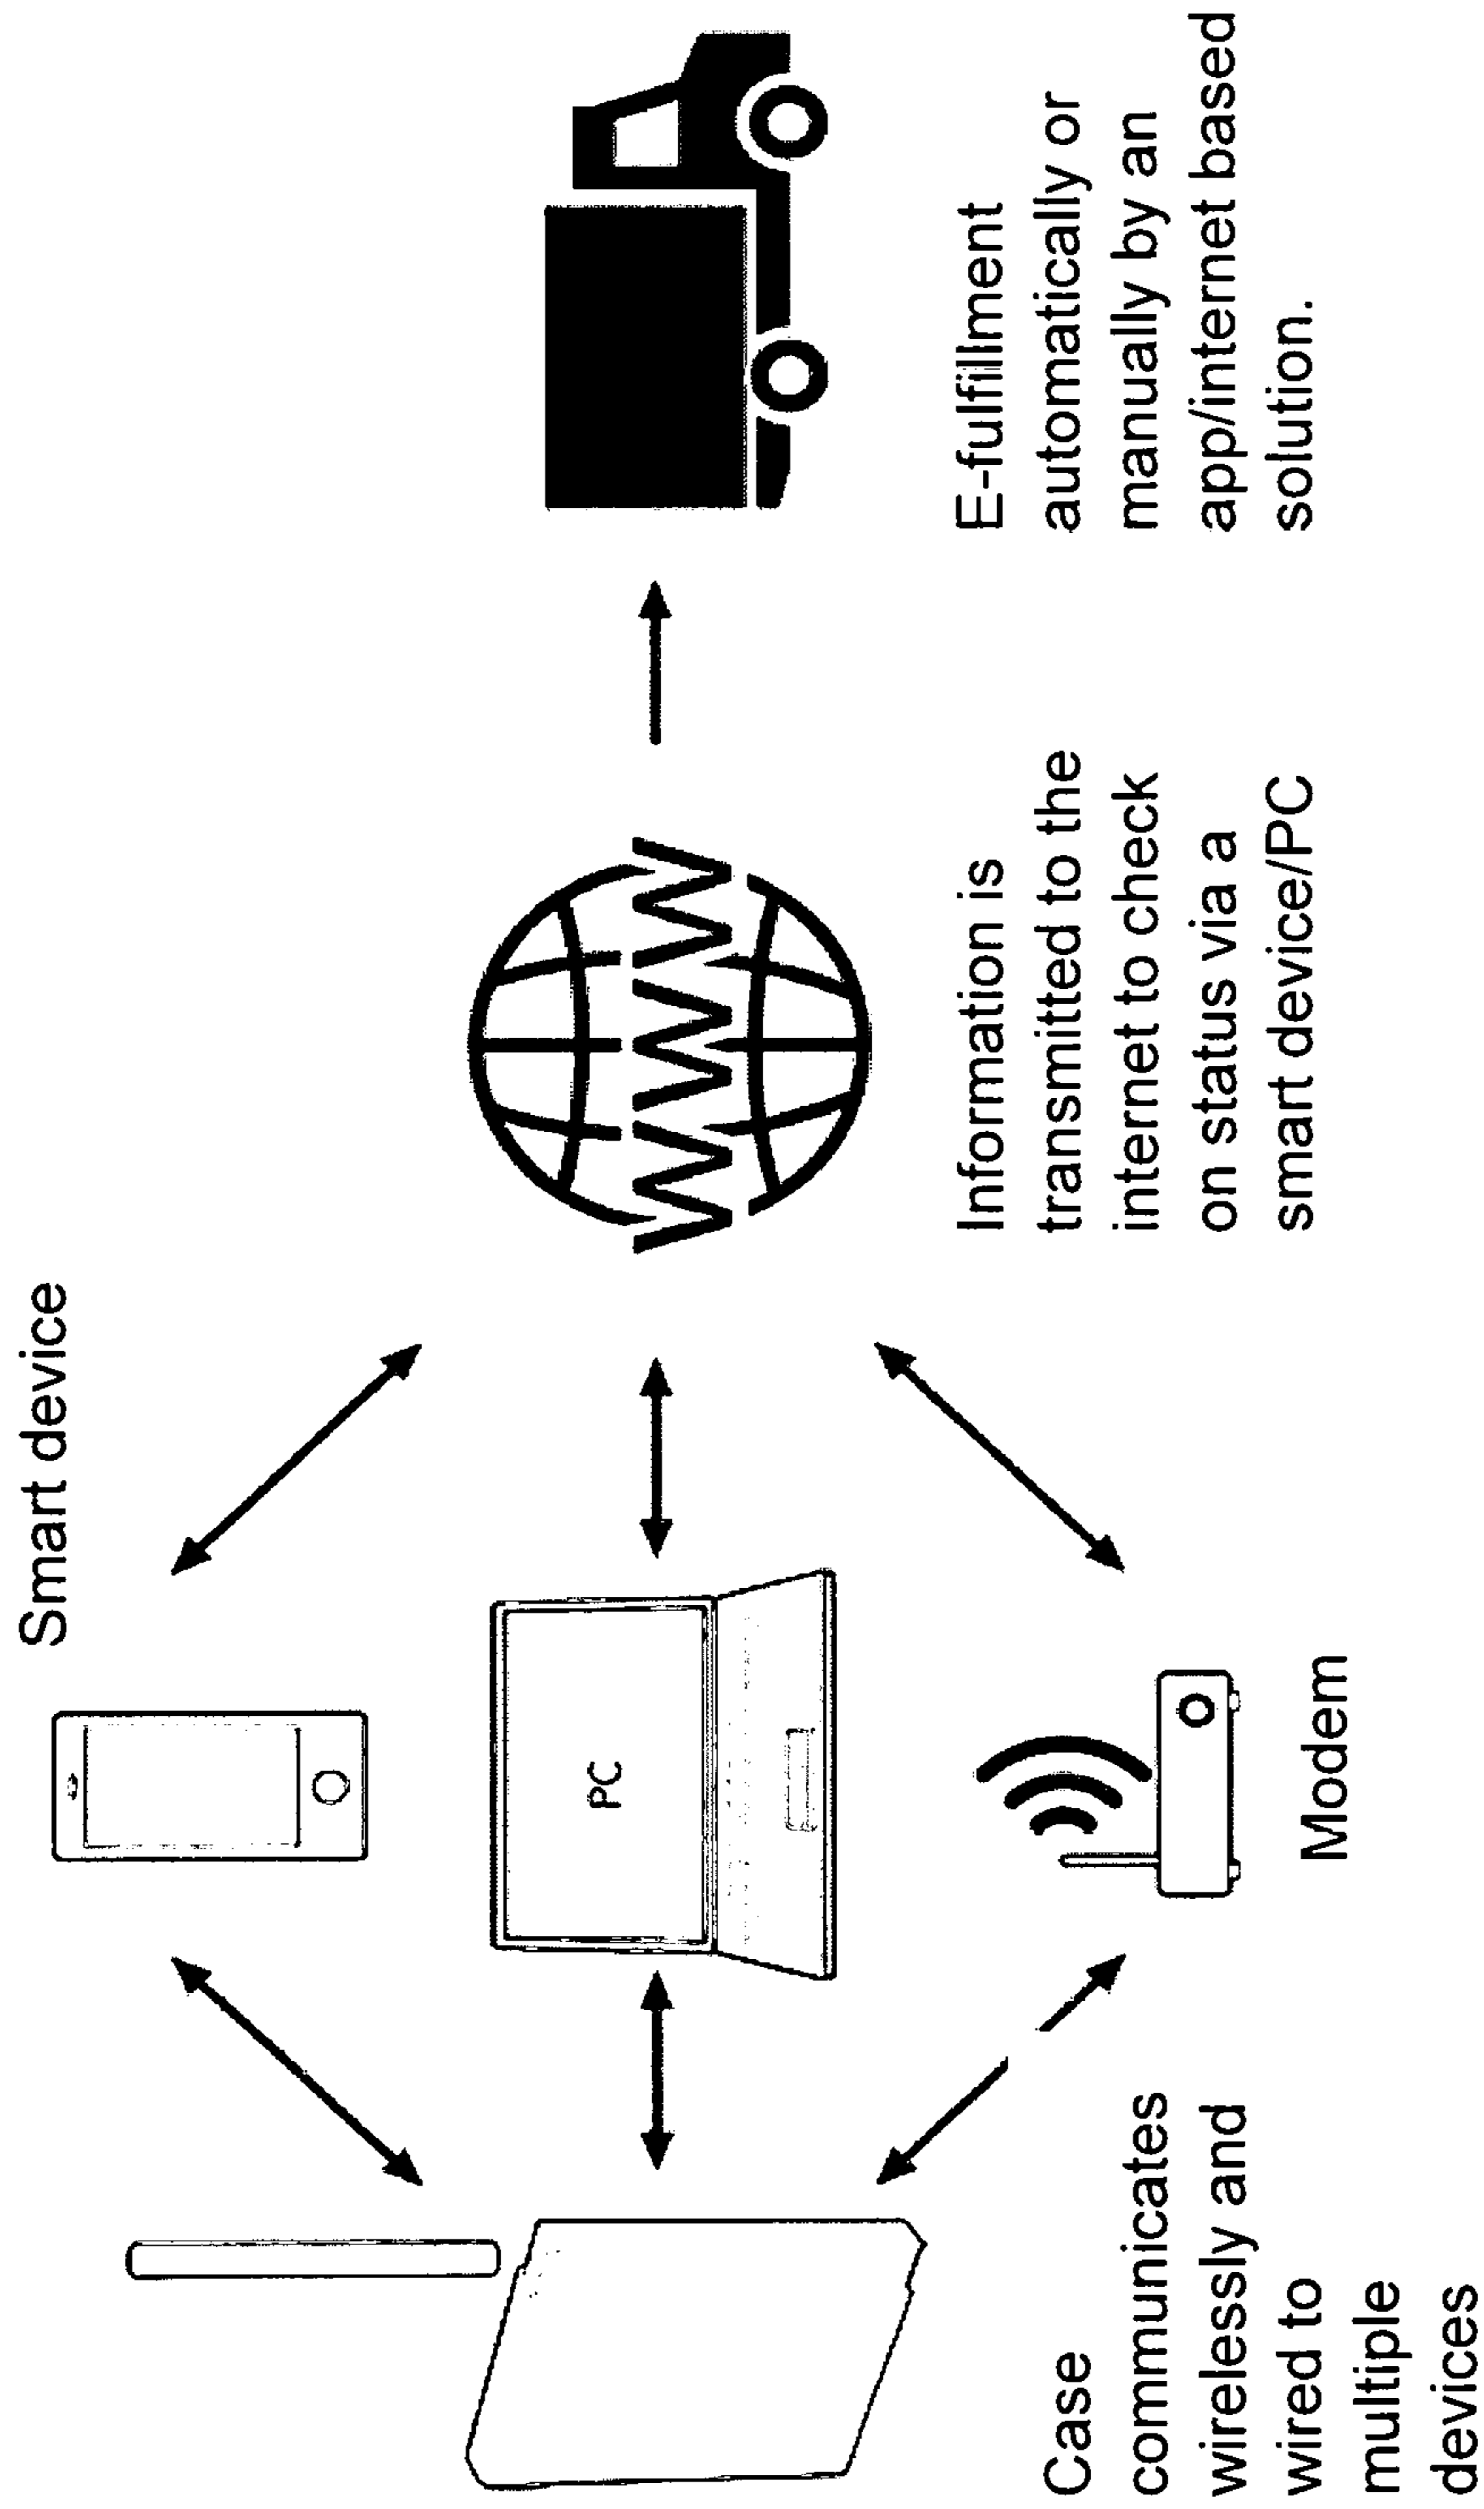 Smart device
PC
Modem
WWW
Case
communicates
wirelessly and
wired to
multiple
devices
Information is
transmitted to the
internet to check
on status via a
smart device/PC
E-fulfillment
automatically or
manually by an
app/internet based
solution.